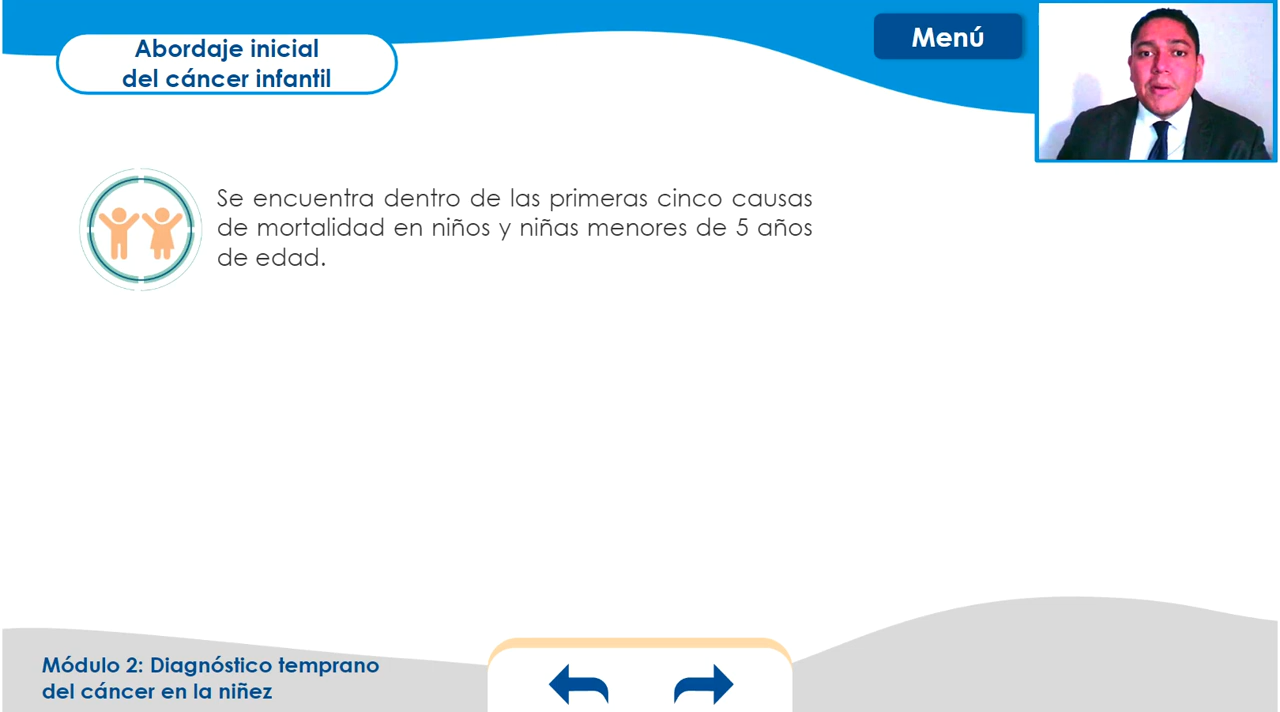 Abordaje inicial
del cáncer infantil
Menú
Se encuentra dentro de las primeras cinco causas
de mortalidad en niños y niñas menores de 5 años
de edad.
Módulo 2: Diagnóstico temprano
del cáncer en la niñez